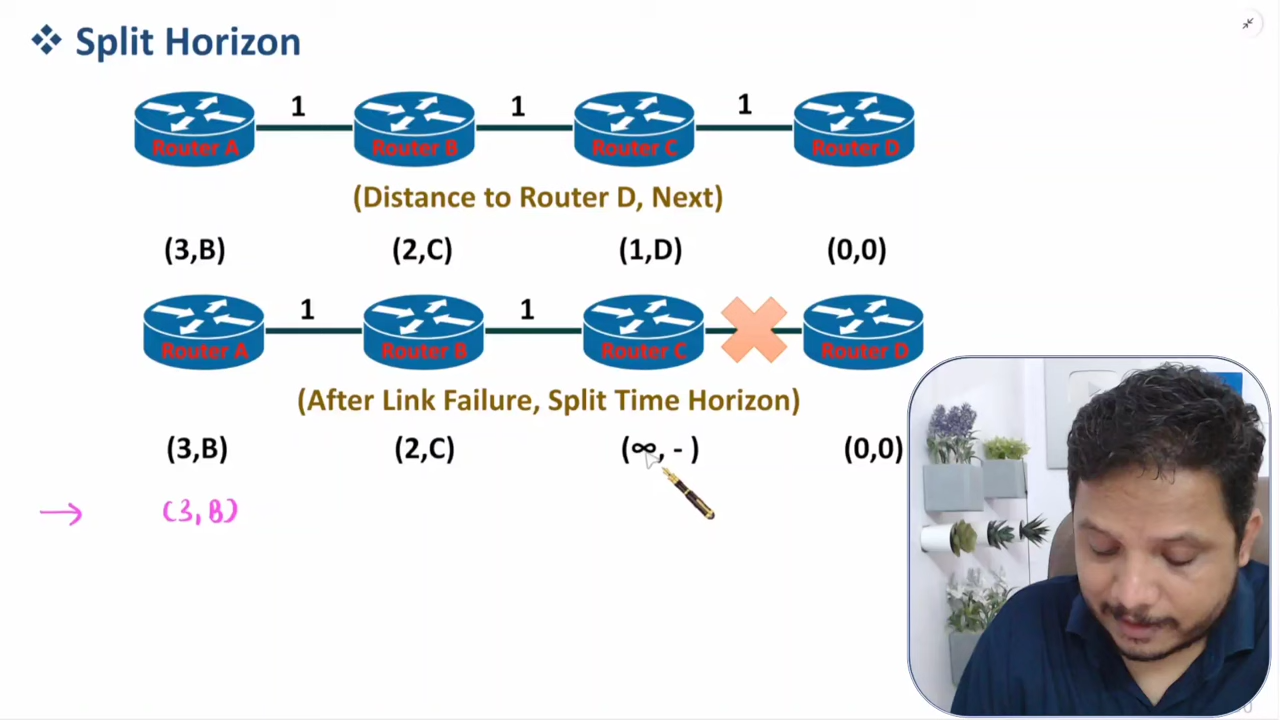 ❖ Split Horizon
1 1 1
Router A Router B Router C Router D
(Distance to Router D, Next)
(3,B) (2,C) (1,D) (0,0)
1 1
Router A Router B Router C Router D
(After Link Failure, Split Time Horizon)
(3,B) (2,C) (∞, - ) (0,0)
→ (3, B)